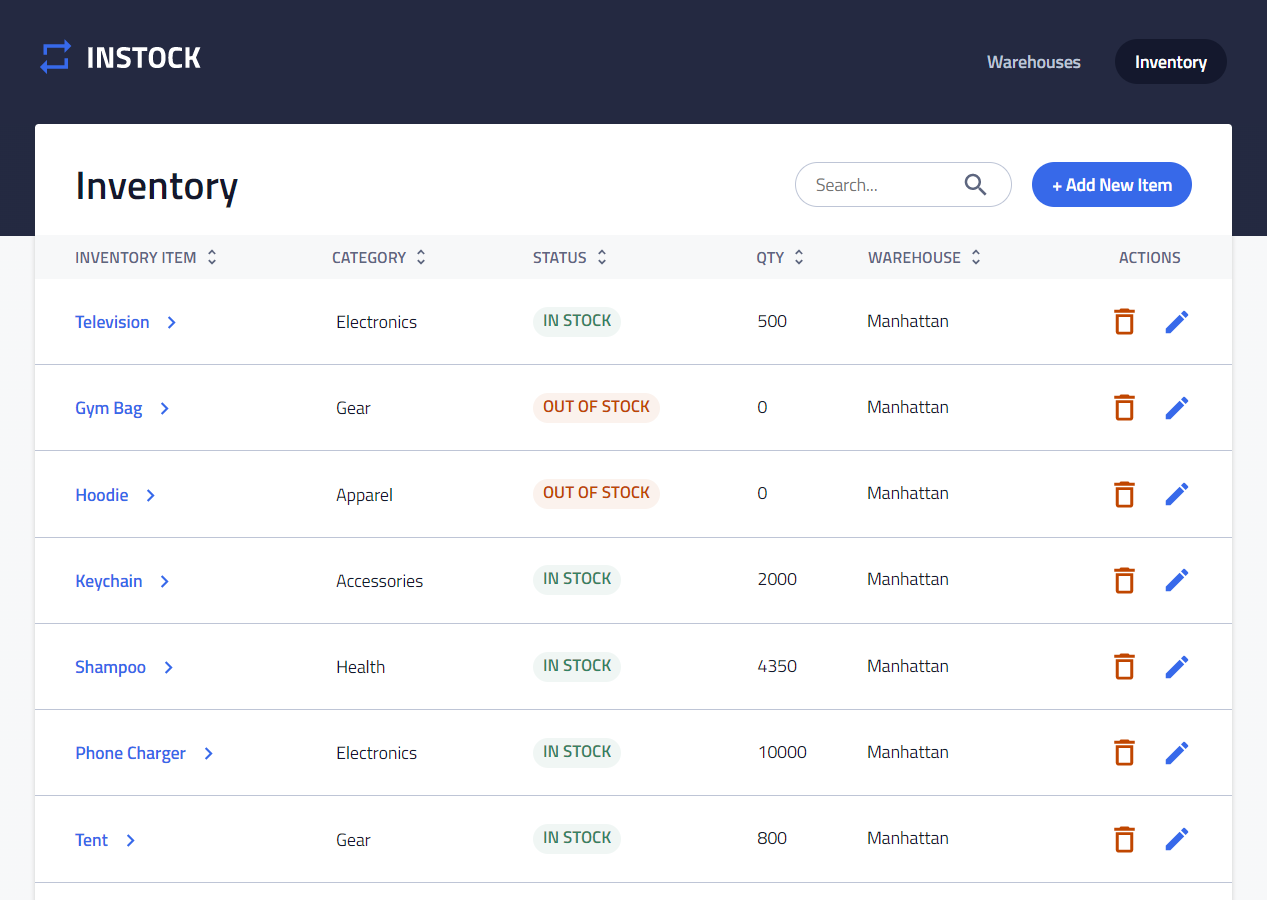 INSTOCK
Warehouses Inventory
Inventory Search... + Add New Item
INVENTORY ITEM CATEGORY STATUS QTY WAREHOUSE ACTIONS
Television Electronics IN STOCK 500 Manhattan
Gym Bag Gear OUT OF STOCK 0 Manhattan
Hoodie Apparel OUT OF STOCK 0 Manhattan
Keychain Accessories IN STOCK 2000 Manhattan
Shampoo Health IN STOCK 4350 Manhattan
Phone Charger Electronics IN STOCK 10000 Manhattan
Tent Gear IN STOCK 800 Manhattan